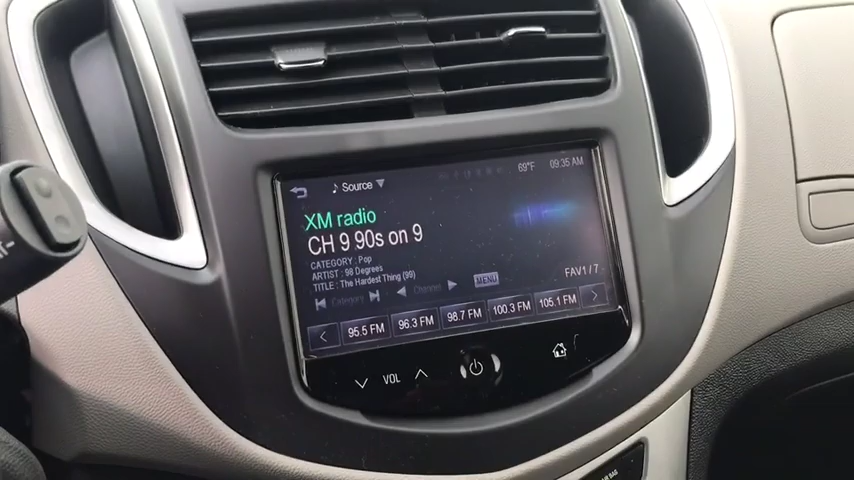 Source
69°F
09:35 AM
XM radio
CH 9 90s on 9
CATEGORY : Pop
ARTIST : 98 Degrees
TITLE : The Hardest Thing (99)
FAV1 / 7
Category
Channel
MENU
95.5 FM
96.3 FM
98.7 FM
100.3 FM
105.1 FM
VOL